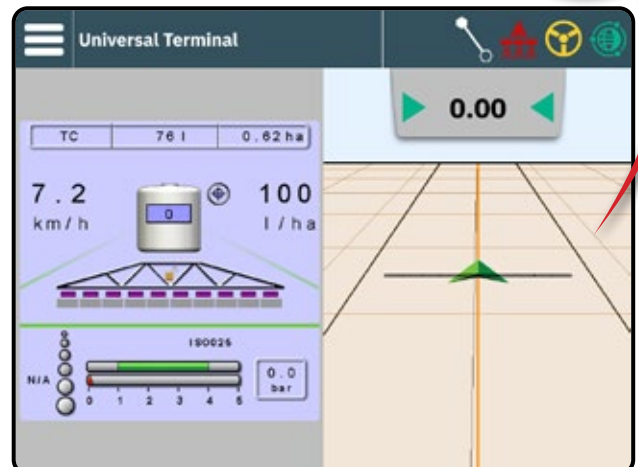 Universal Terminal
0.00
TC 76 l 0.62 ha
7.2 100
km/h 0 l/ha
ISO025
N/A 0.0
bar
0 1 2 3 4 5